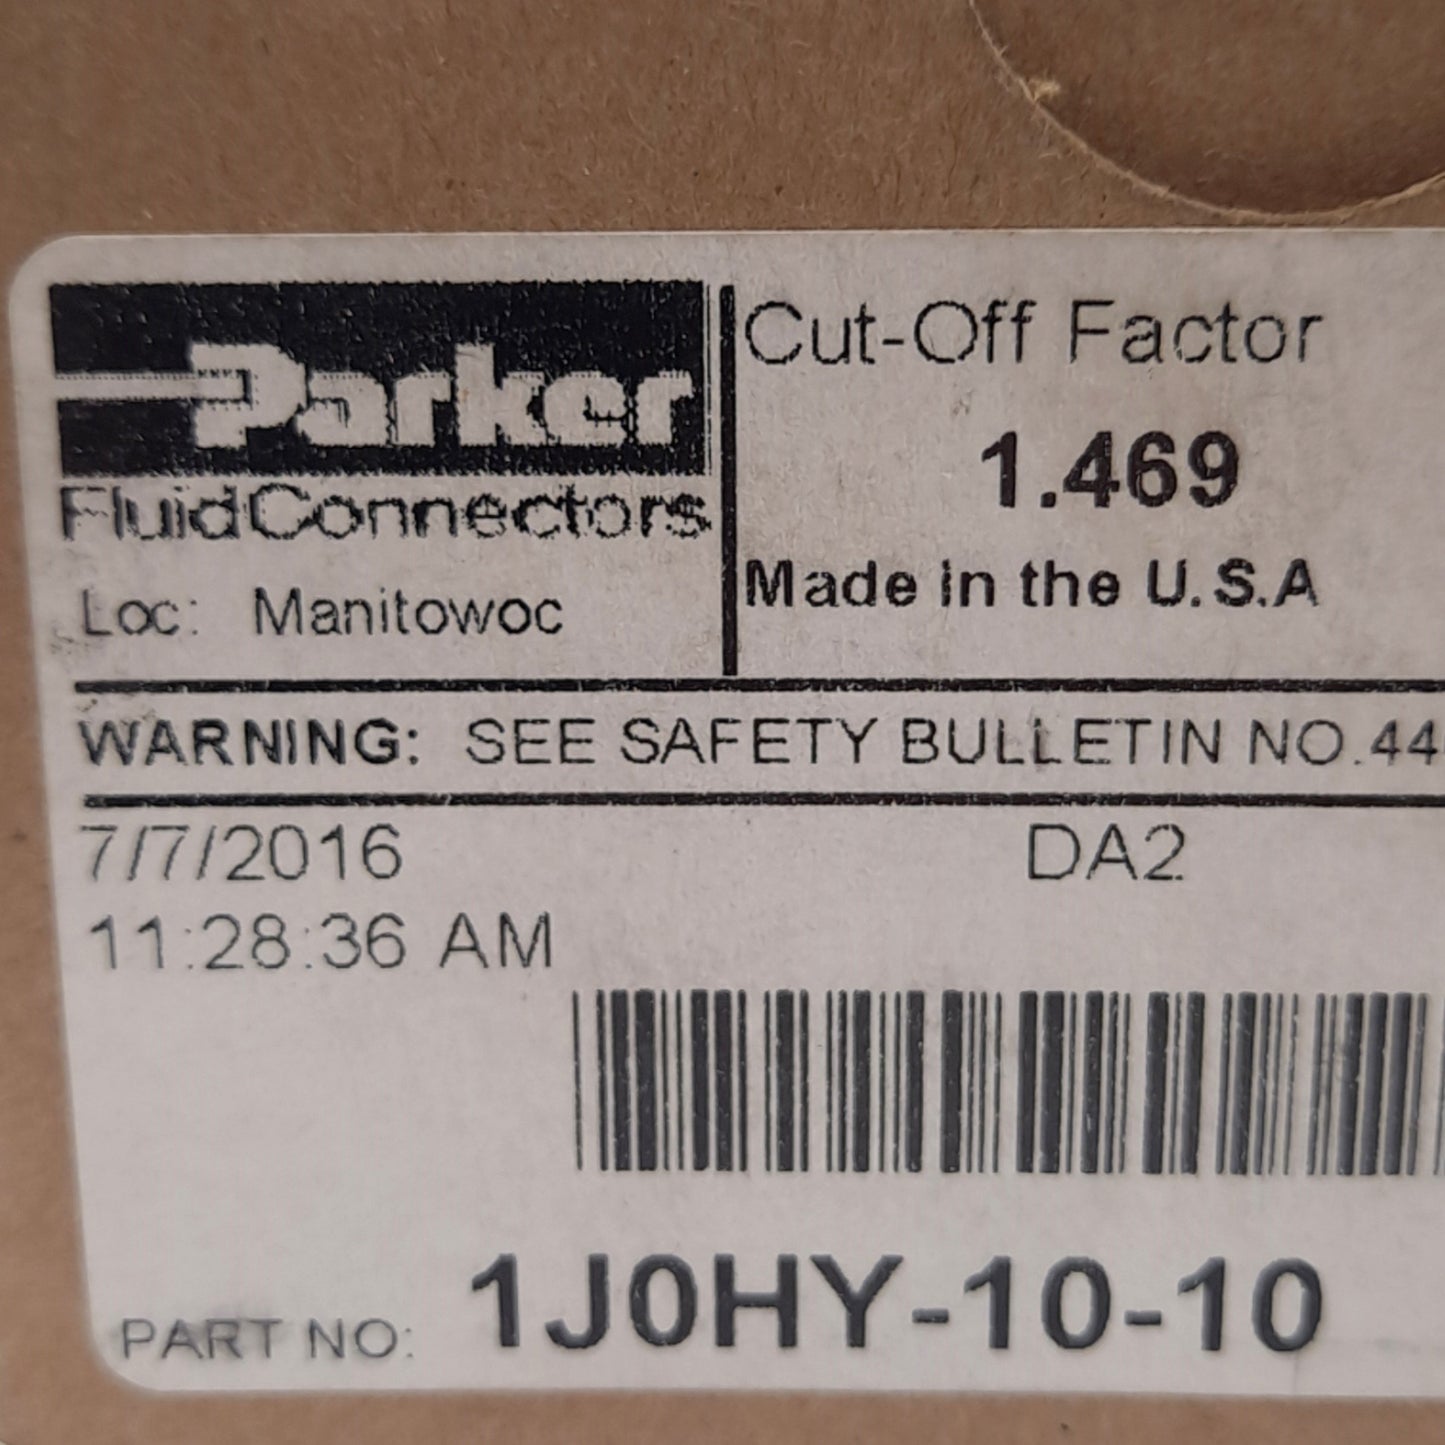 Parker
FluidConnectors
Loc: Manitowoc
Cut-Off Factor
1.469
Made in the U.S.A
WARNING: SEE SAFETY BULLETIN NO.44
7/7/2016
11:28:36 AM
DA2
PART NO: 1J0HY-10-10